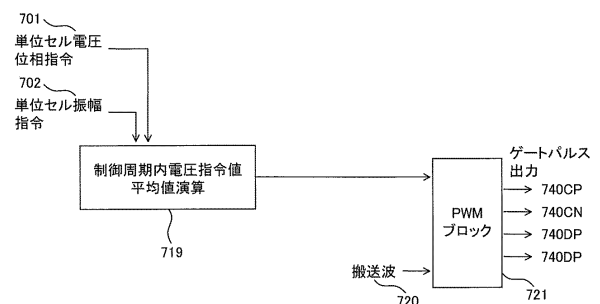 701
単位セル電圧
位相指令
702
単位セル振幅
指令
制御周期内電圧指令値
平均値演算
719
ゲートパルス
出力
PWM
ブロック
740CP
740CN
740DP
740DP
搬送波
720
721